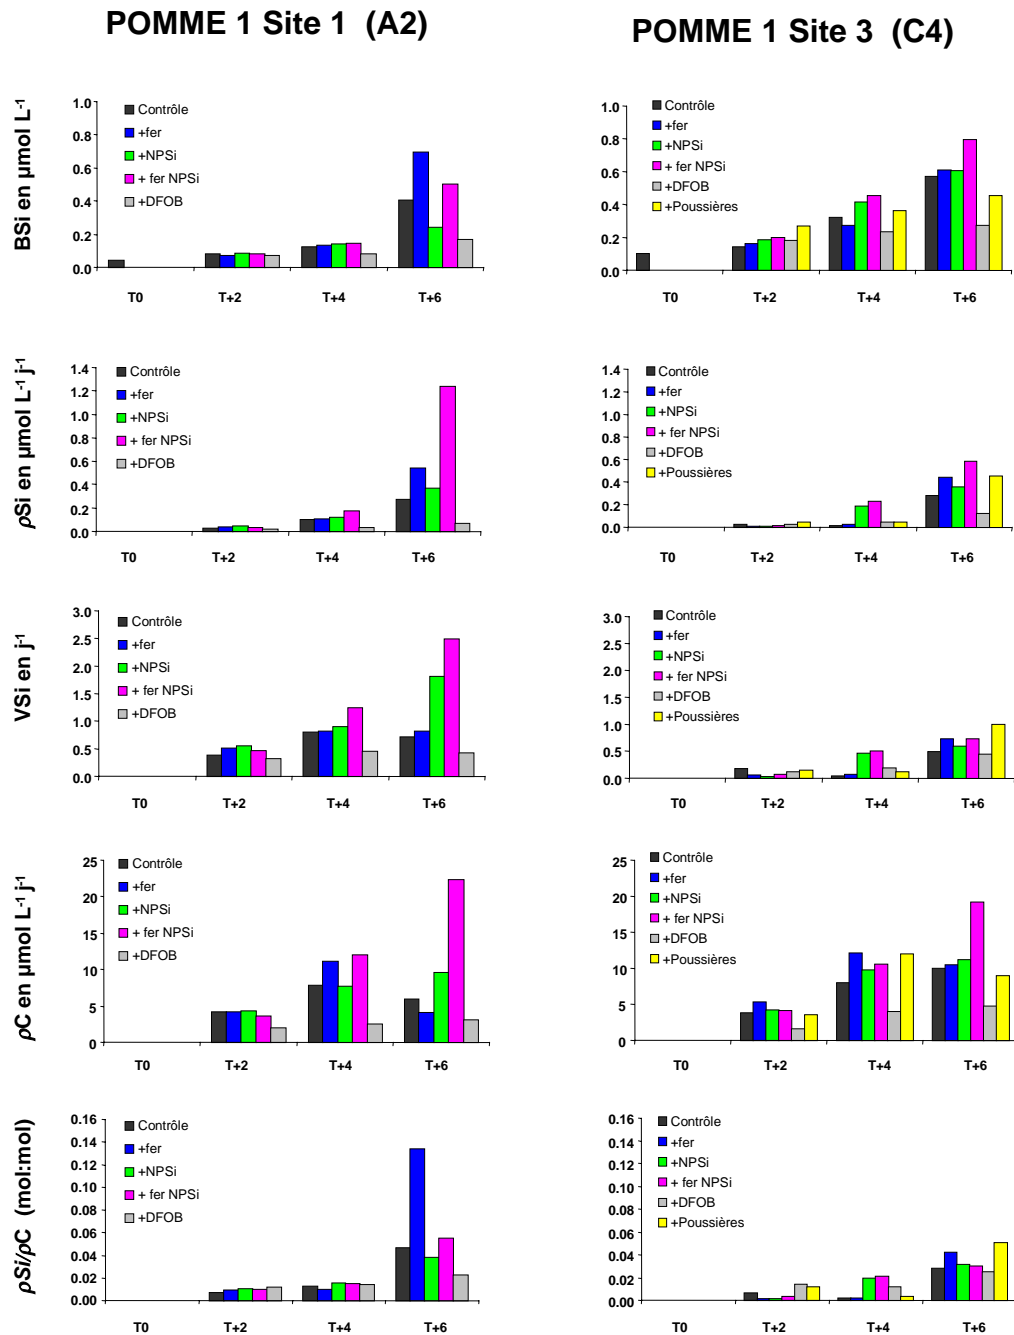 POMME 1 Site 1 (A2)
POMME 1 Site 3 (C4)
BSi en µmol L-1
1.0
0.8
0.6
0.4
0.2
0.0
Contrôle
+fer
+NPSi
+ fer NPSi
+DFOB
T0 T+2 T+4 T+6
1.0
0.8
0.6
0.4
0.2
0.0
Contrôle
+fer
+NPSi
+ fer NPSi
+DFOB
+Poussières
T0 T+2 T+4 T+6
ρSi en µmol L-1 j-1
1.4
1.2
1.0
0.8
0.6
0.4
0.2
0.0
Contrôle
+fer
+NPSi
+ fer NPSi
+DFOB
T0 T+2 T+4 T+6
1.4
1.2
1.0
0.8
0.6
0.4
0.2
0.0
Contrôle
+fer
+NPSi
+ fer NPSi
+DFOB
+Poussières
T0 T+2 T+4 T+6
VSi en j-1
3.0
2.5
2.0
1.5
1.0
0.5
0.0
Contrôle
+fer
+NPSi
+ fer NPSi
+DFOB
T0 T+2 T+4 T+6
3.0
2.5
2.0
1.5
1.0
0.5
0.0
Contrôle
+fer
+NPSi
+ fer NPSi
+DFOB
+Poussières
T0 T+2 T+4 T+6
ρC en µmol L-1 j-1
25
20
15
10
5
0
Contrôle
+fer
+NPSi
+ fer NPSi
+DFOB
T0 T+2 T+4 T+6
25
20
15
10
5
0
Contrôle
+fer
+NPSi
+ fer NPSi
+DFOB
+Poussières
T0 T+2 T+4 T+6
ρSi/ρC (mol:mol)
0.16
0.14
0.12
0.10
0.08
0.06
0.04
0.02
0.00
Contrôle
+fer
+NPSi
+ fer NPSi
+DFOB
T0 T+2 T+4 T+6
0.16
0.14
0.12
0.10
0.08
0.06
0.04
0.02
0.00
Contrôle
+fer
+NPSi
+ fer NPSi
+DFOB
+Poussières
T0 T+2 T+4 T+6